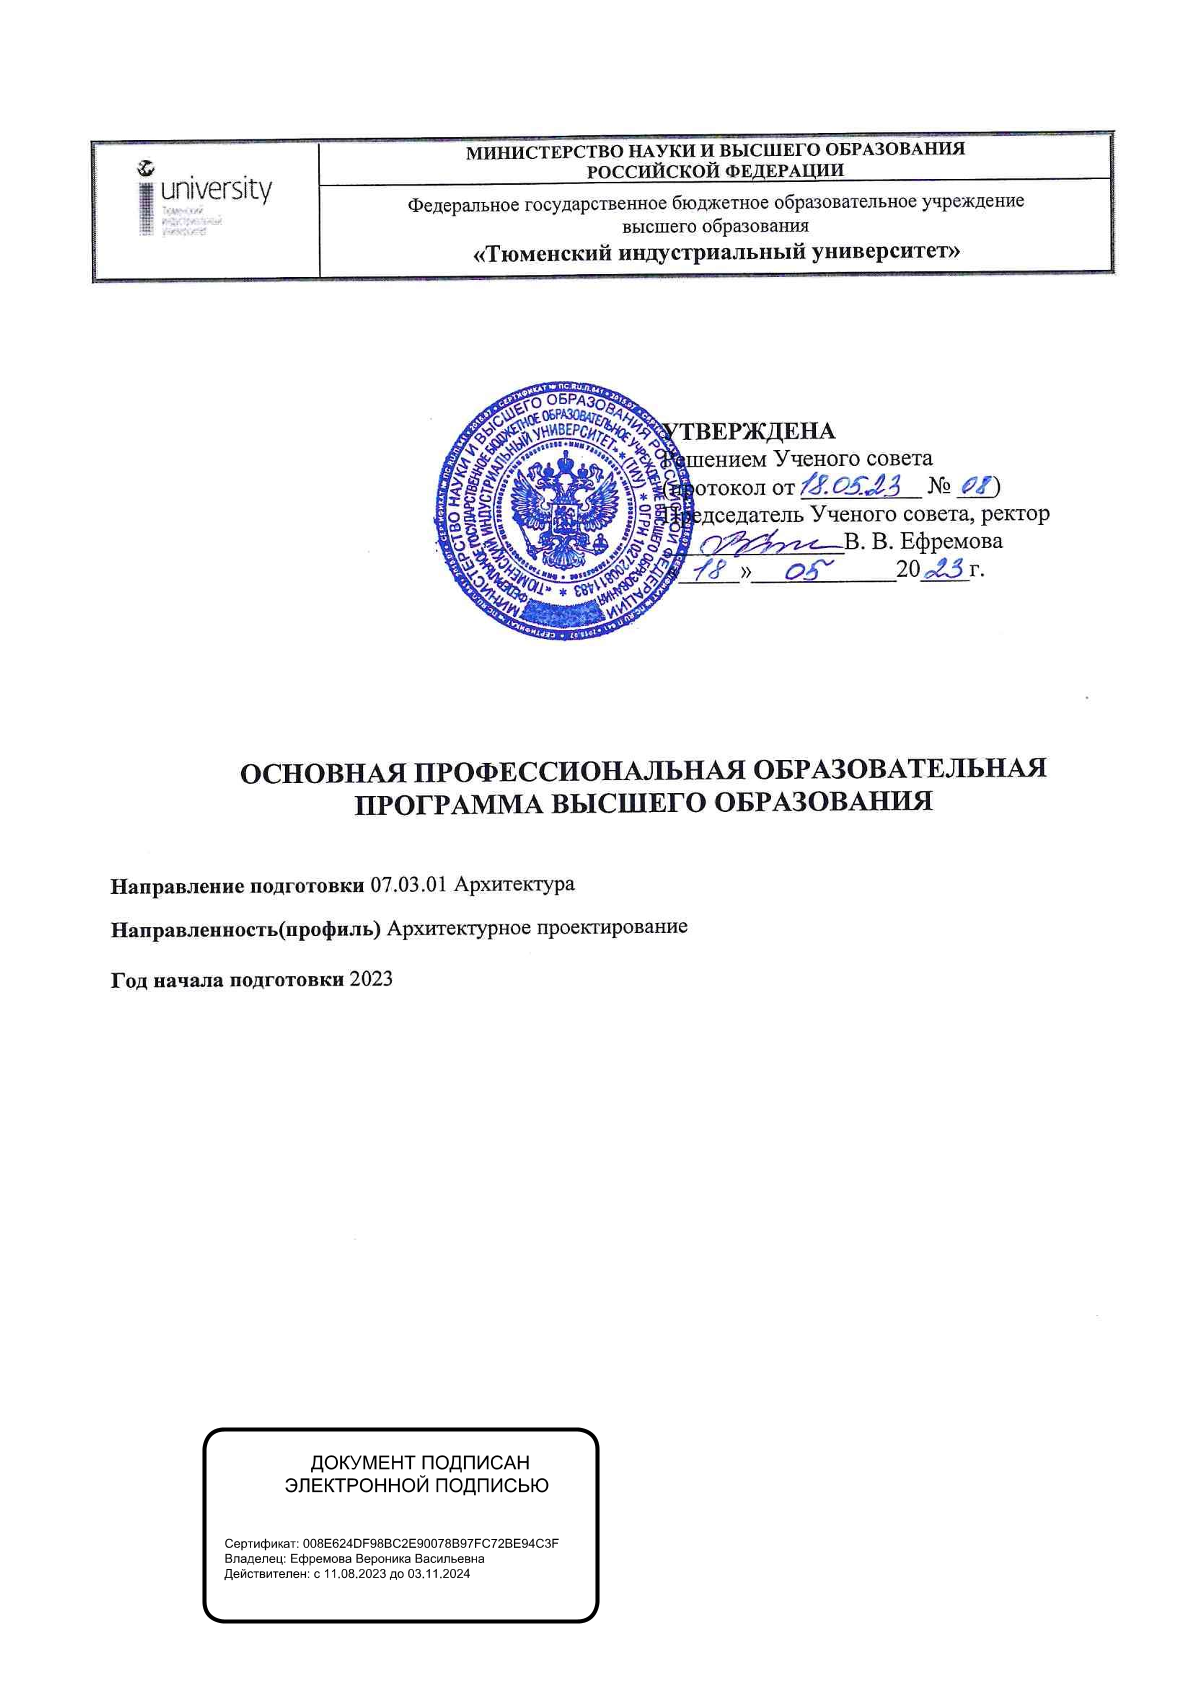 university
Тюменский
индустриальный
университет
МИНИСТЕРСТВО НАУКИ И ВЫСШЕГО ОБРАЗОВАНИЯ
РОССИЙСКОЙ ФЕДЕРАЦИИ
Федеральное государственное бюджетное образовательное учреждение
высшего образования
«Тюменский индустриальный университет»
МИНИСТЕРСТВО НАУКИ И ВЫСШЕГО ОБРАЗОВАНИЯ РОССИЙСКОЙ ФЕДЕРАЦИИ
ФЕДЕРАЛЬНОЕ ГОСУДАРСТВЕННОЕ БЮДЖЕТНОЕ ОБРАЗОВАТЕЛЬНОЕ УЧРЕЖДЕНИЕ ВЫСШЕГО ОБРАЗОВАНИЯ
«ТЮМЕНСКИЙ ИНДУСТРИАЛЬНЫЙ УНИВЕРСИТЕТ» * (ТИУ) * ОГРН 1027200811483 *
УТВЕРЖДЕНА
Решением Ученого совета
(протокол от 18.05.23 № 08)
Председатель Ученого совета, ректор
В. В. Ефремова
18 » 05 2023 г.
ОСНОВНАЯ ПРОФЕССИОНАЛЬНАЯ ОБРАЗОВАТЕЛЬНАЯ
ПРОГРАММА ВЫСШЕГО ОБРАЗОВАНИЯ
Направление подготовки 07.03.01 Архитектура
Направленность(профиль) Архитектурное проектирование
Год начала подготовки 2023
ДОКУМЕНТ ПОДПИСАН
ЭЛЕКТРОННОЙ ПОДПИСЬЮ
Сертификат: 008E624DF98BC2E90078B97FC72BE94C3F
Владелец: Ефремова Вероника Васильевна
Действителен: с 11.08.2023 до 03.11.2024